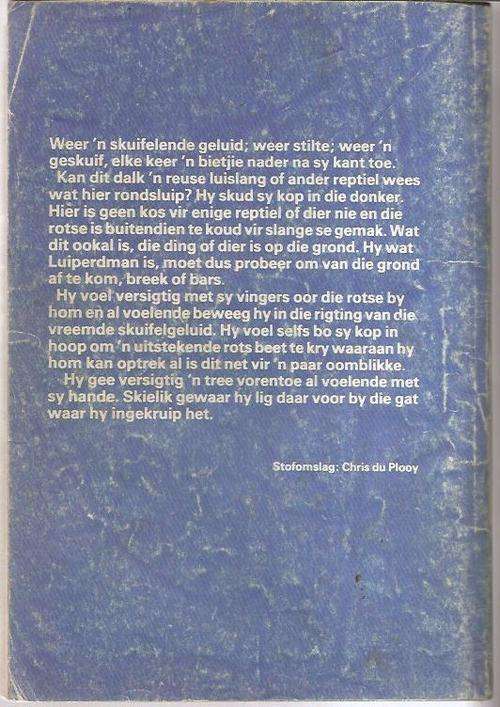 Weer 'n skuifelende geluid; weer stilte; weer 'n
geskuif, elke keer 'n bietjie nader na sy kant toe.
Kan dit dalk 'n reuse luislang of ander reptiel wees
wat hier rondsluip? Hy skud sy kop in die donker.
Hier is geen kos vir enige reptiel of dier nie en die
rotse is buitendien te koud vir slange se gemak. Wat
dit ookal is, die ding of dier is op die grond. Hy wat
Luiperdman is, moet dus probeer om van die grond
af te kom, breek of bars.
Hy voel versigtig met sy vingers oor die rotse by
hom en al voelende beweeg hy in die rigting van die
vreemde skuifelgeluid. Hy voel selfs bo sy kop in
hoop om 'n uitstekende rots beet te kry waaraan hy
hom kan optrek al is dit net vir 'n paar oomblikke.
Hy gee versigtig 'n tree vorentoe al voelende met
sy hande. Skielik gewaar hy lig daar voor by die gat
waar hy ingekruip het.
Stofomslag: Chris du Plooy